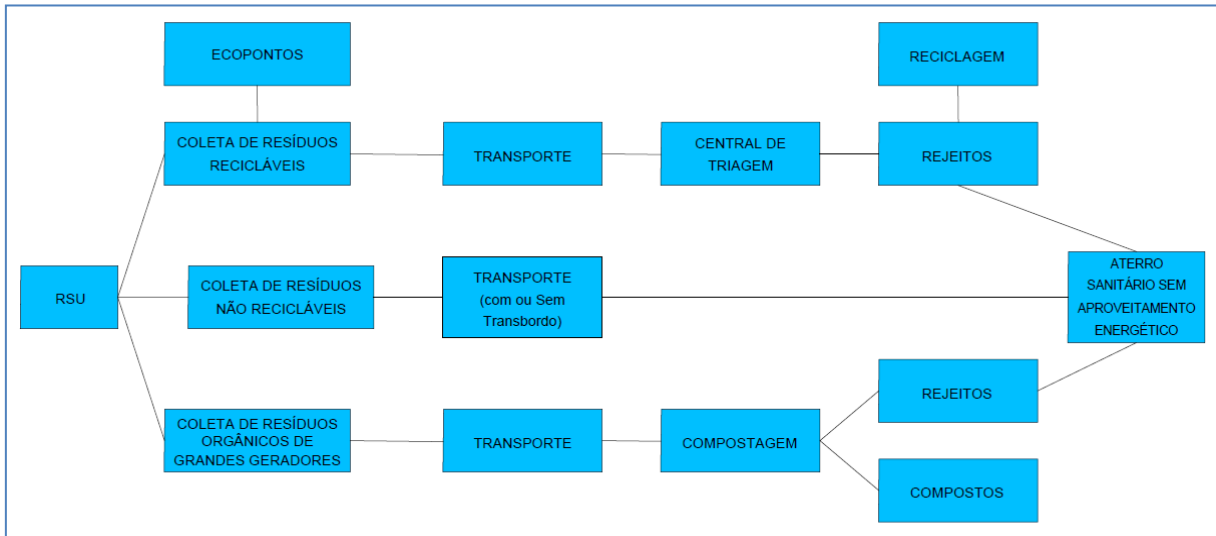 ECOPONTOS
RECICLAGEM
COLETA DE RESÍDUOS
RECICLÁVEIS
TRANSPORTE
CENTRAL DE
TRIAGEM
REJEITOS
RSU
COLETA DE RESÍDUOS
NÃO RECICLÁVEIS
TRANSPORTE
(com ou Sem
Transbordo)
ATERRO
SANITÁRIO SEM
APROVEITAMENTO
ENERGÉTICO
COLETA DE RESÍDUOS
ORGÂNICOS DE
GRANDES GERADORES
TRANSPORTE
COMPOSTAGEM
REJEITOS
COMPOSTOS